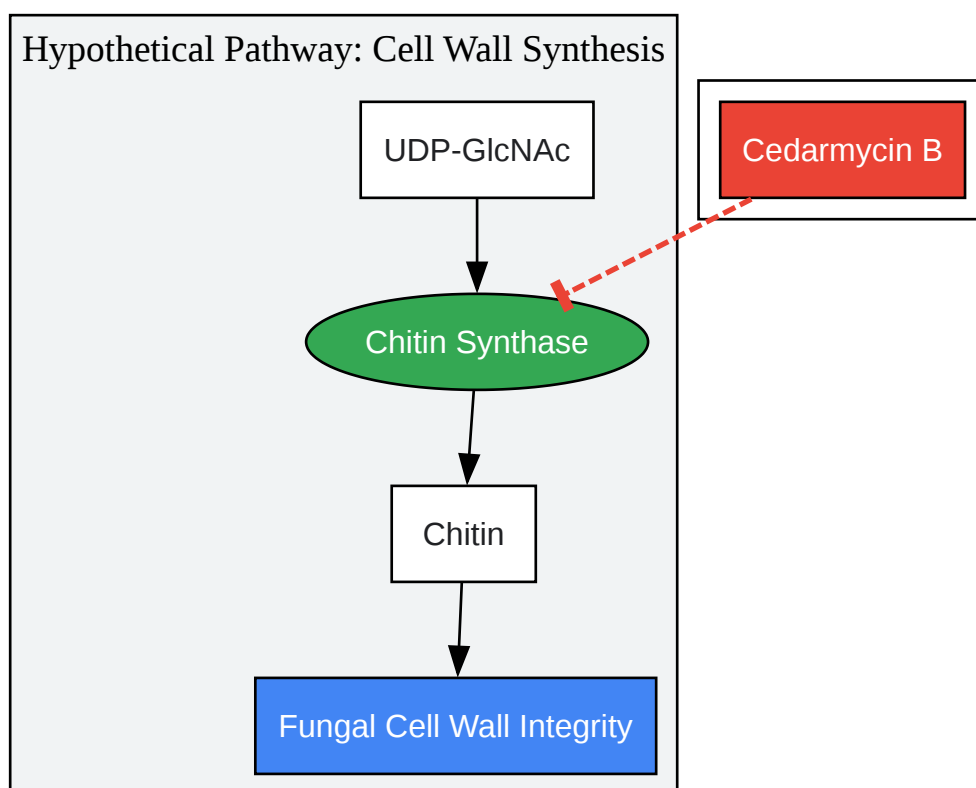 Hypothetical Pathway: Cell Wall Synthesis
UDP-GlcNAc
Cedarmycin B
Chitin Synthase
Chitin
Fungal Cell Wall Integrity